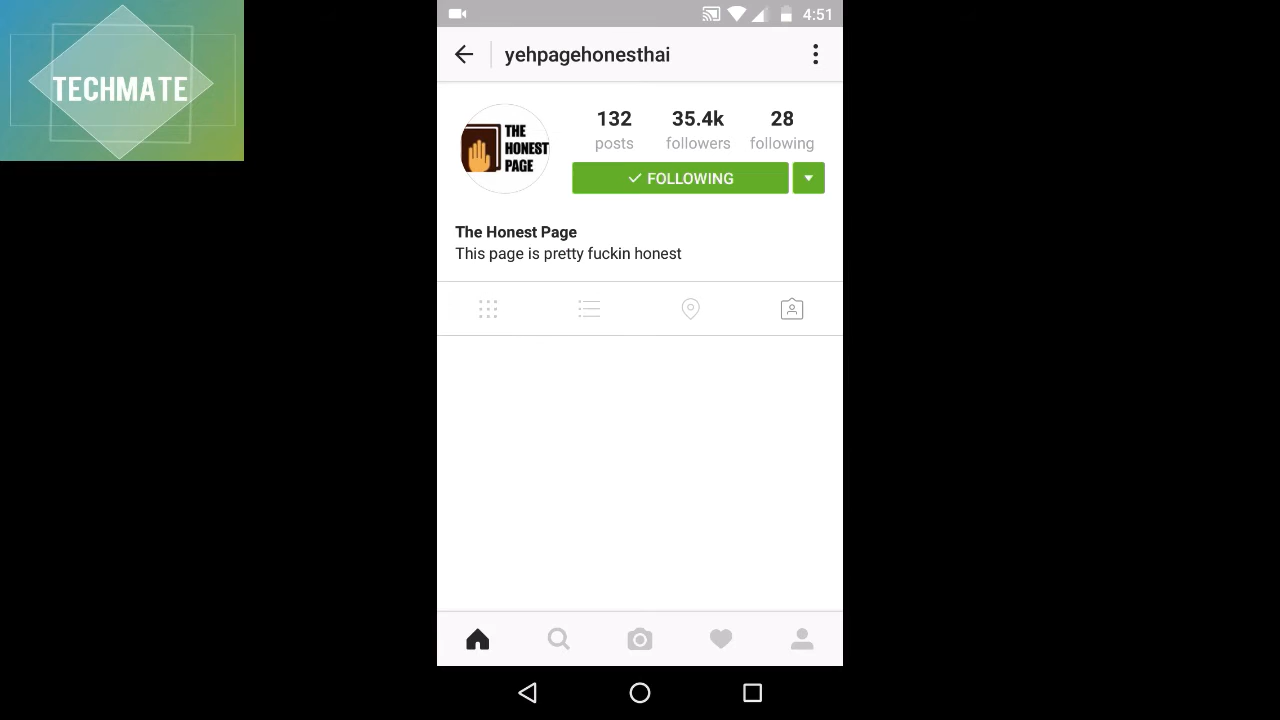 TECHMATE
4:51
yehpagehonesthai
THE
HONEST
PAGE
132
35.4k
28
posts
followers
following
FOLLOWING
The Honest Page
This page is pretty fuckin honest